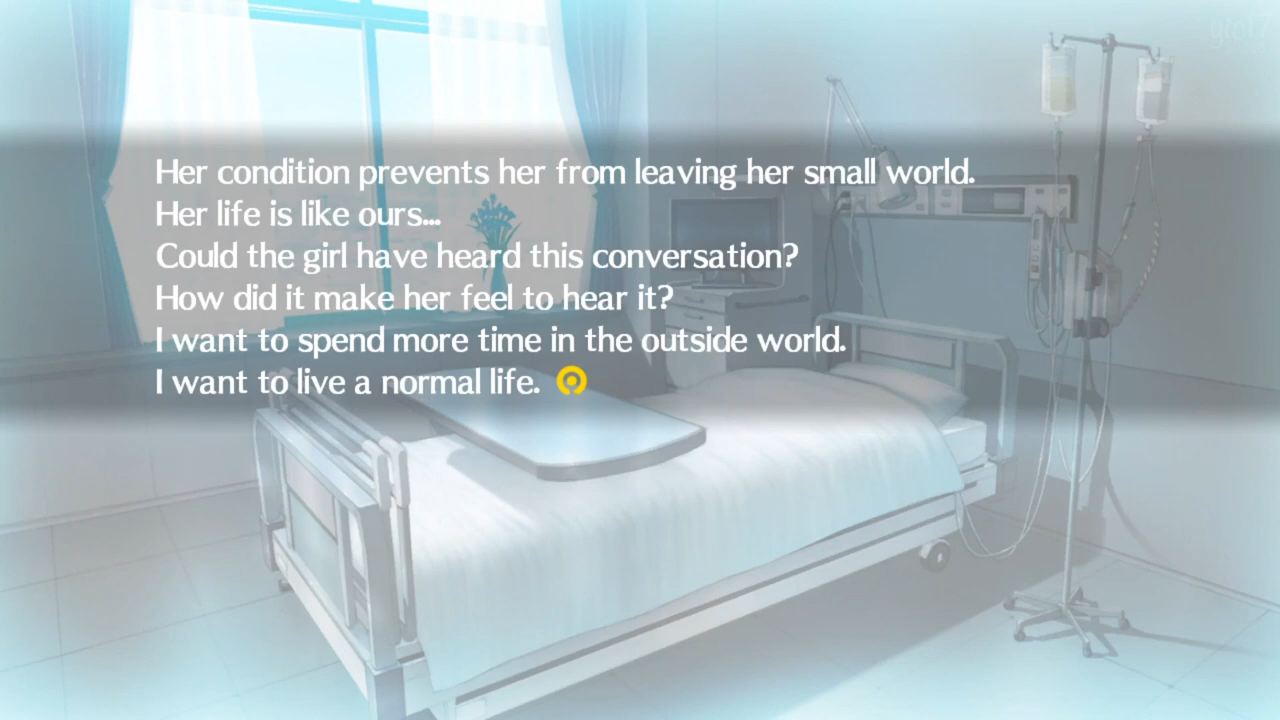 Her condition prevents her from leaving her small world.
Her life is like ours...
Could the girl have heard this conversation?
How did it make her feel to hear it?
I want to spend more time in the outside world.
I want to live a normal life.